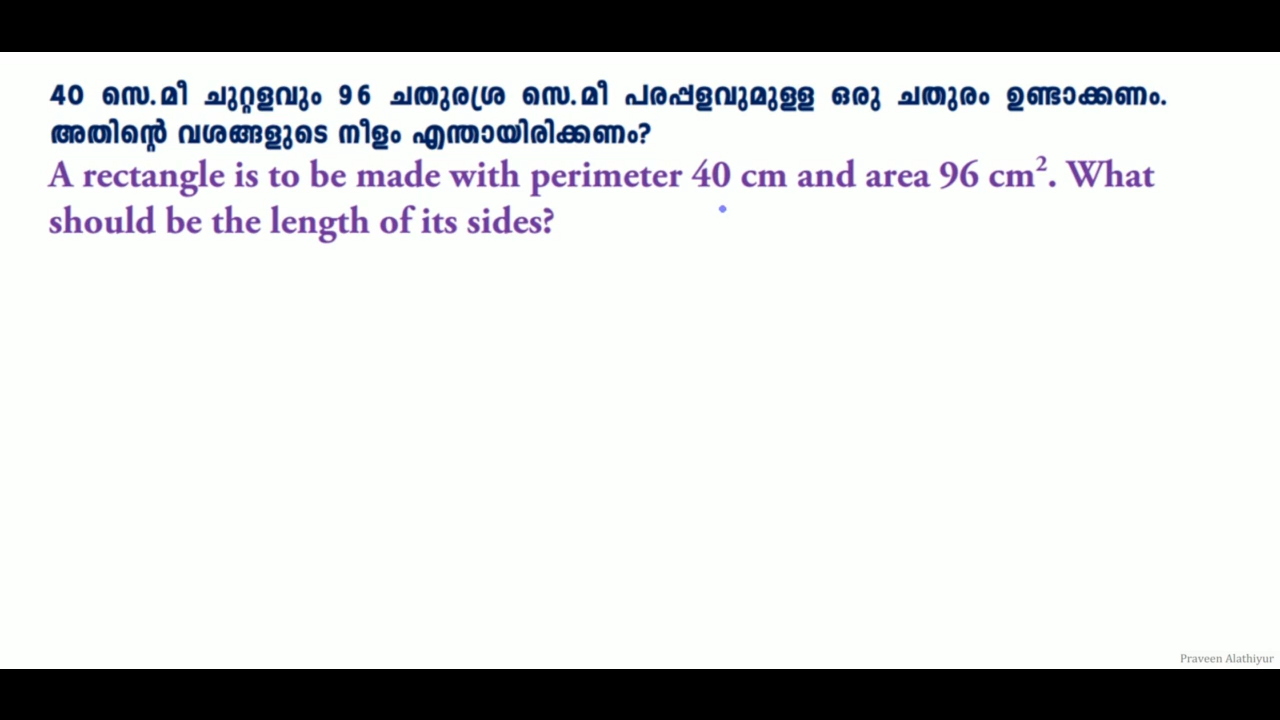 40 സെ.മീ ചുറ്റളവും 96 ചതുരശ്ര സെ.മീ പരപ്പളവുമുള്ള ഒരു ചതുരം ഉണ്ടാക്കണം.
അതിന്റെ വശങ്ങളുടെ നീളം എന്തായിരിക്കണം?
A rectangle is to be made with perimeter 40 cm and area 96 cm². What
should be the length of its sides?
Praveen Alathiyur